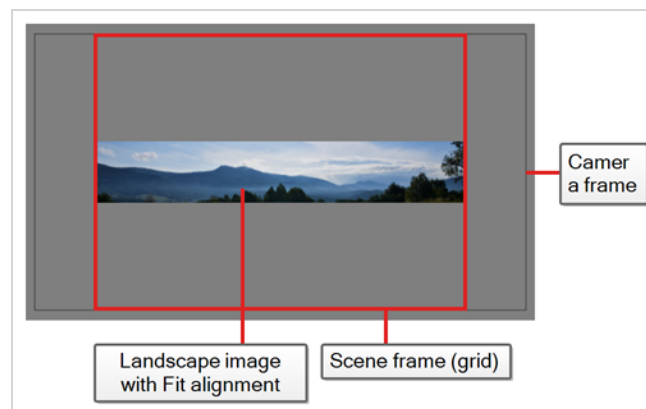 Camer
a frame
Landscape image
with Fit alignment
Scene frame (grid)